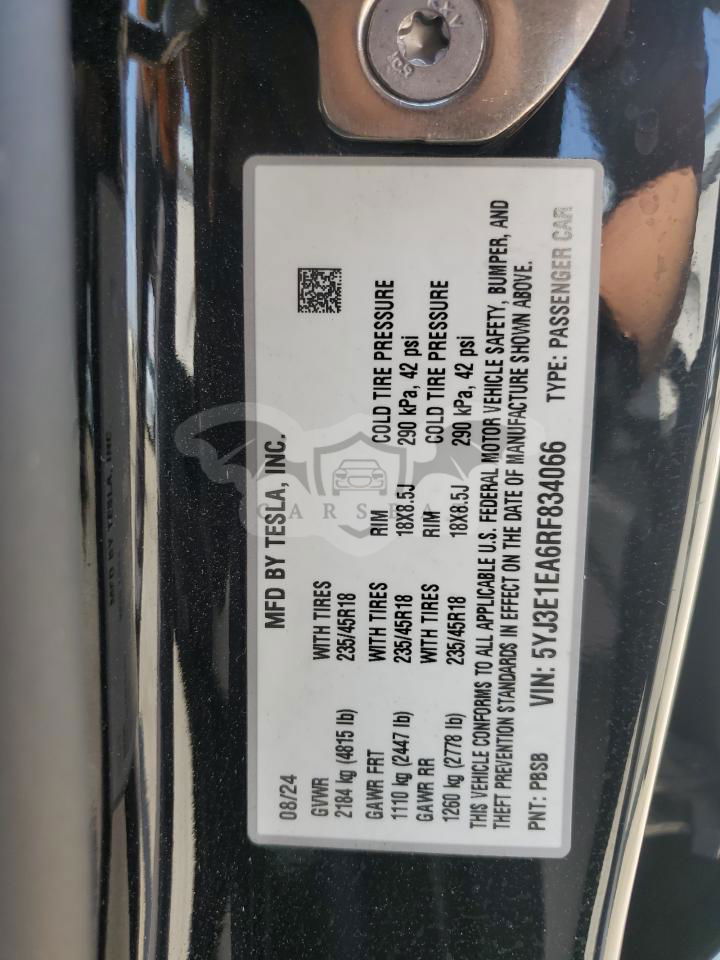 MFD BY TESLA, INC.
08/24
GVWR WITH TIRES RIM COLD TIRE PRESSURE
2184 kg (4815 lb) 235/45R18 18X8.5J 290 kPa, 42 psi
GAWR FRT WITH TIRES RIM COLD TIRE PRESSURE
1110 kg (2447 lb) 235/45R18 18X8.5J 290 kPa, 42 psi
GAWR RR
1260 kg (2778 lb)
THIS VEHICLE CONFORMS TO ALL APPLICABLE U.S. FEDERAL MOTOR VEHICLE SAFETY, BUMPER, AND
THEFT PREVENTION STANDARDS IN EFFECT ON THE DATE OF MANUFACTURE SHOWN ABOVE.
PNT: PBSB VIN: 5YJ3E1EA6RF834066 TYPE: PASSENGER CAR
MFD BY TESLA, INC